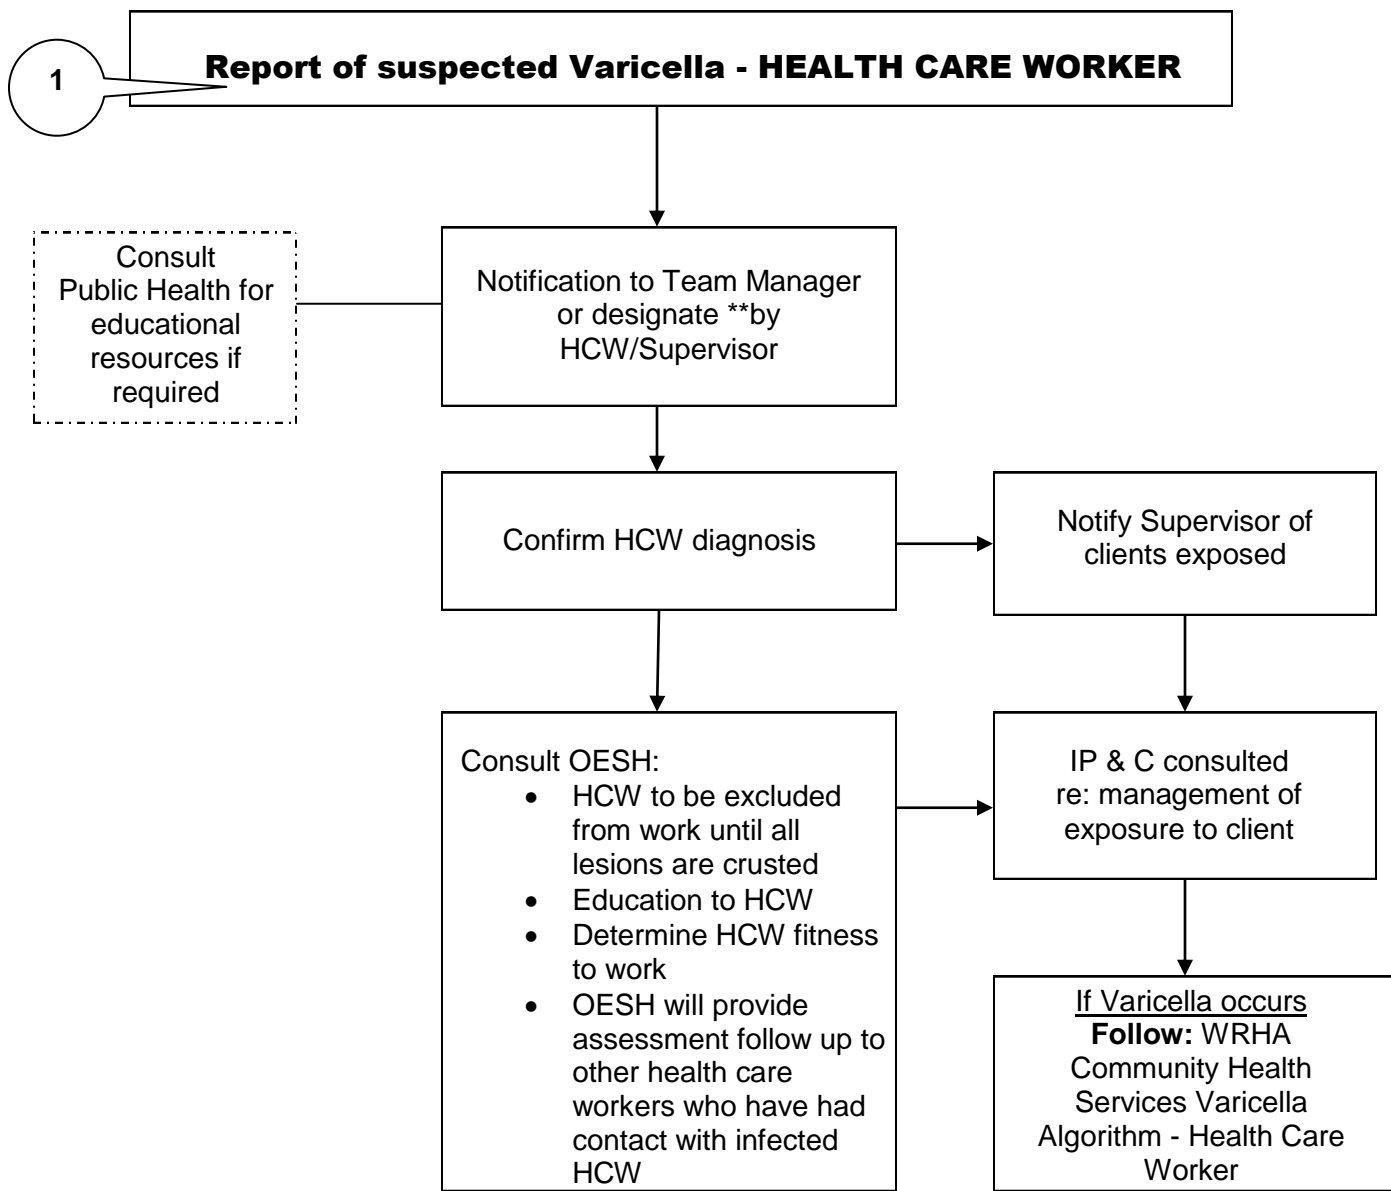 1
Report of suspected Varicella - HEALTH CARE WORKER
Consult
Public Health for
educational
resources if
required
Notification to Team Manager
or designate **by
HCW/Supervisor
Confirm HCW diagnosis
Notify Supervisor of
clients exposed
Consult OESH:
• HCW to be excluded
from work until all
lesions are crusted
• Education to HCW
• Determine HCW fitness
to work
• OESH will provide
assessment follow up to
other health care
workers who have had
contact with infected
HCW
IP & C consulted
re: management of
exposure to client
If Varicella occurs
Follow: WRHA
Community Health
Services Varicella
Algorithm - Health Care
Worker